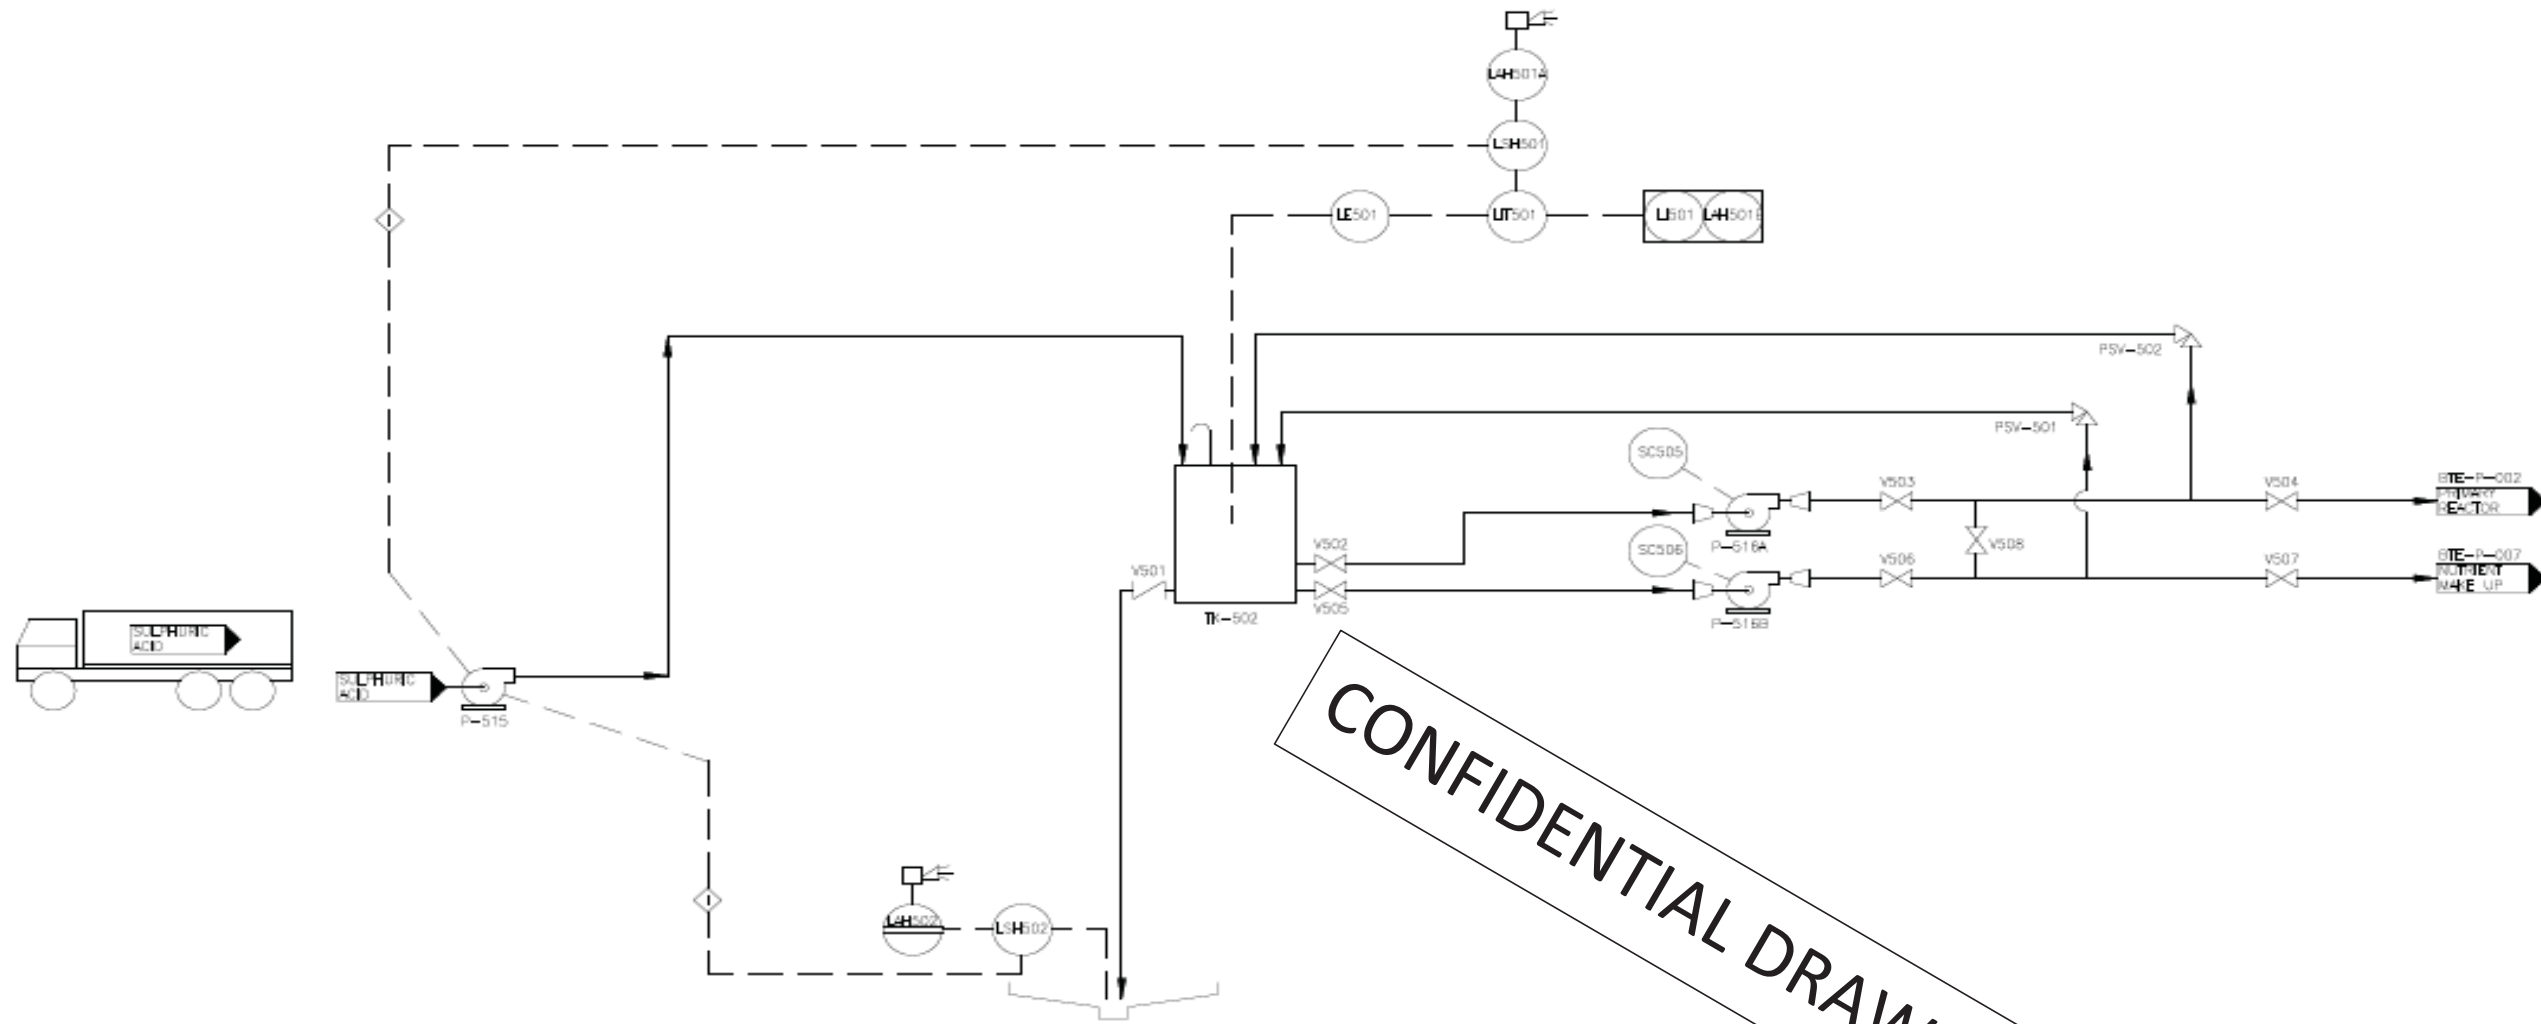 LAH501A
LSH501
LE501
LIT501
LI501
LAH501B
PSV-502
PSV-501
SC505
V503
V504
BTE-P-002
PRIMARY
REACTOR
P-516A
V502
SC506
V508
V506
V507
BTE-P-007
NUTRIENT
MAKE UP
V501
V505
TK-502
P-516B
SULPHURIC
ACID
SULPHURIC
ACID
P-515
LAH502
LSH502
CONFIDENTIAL DRAW